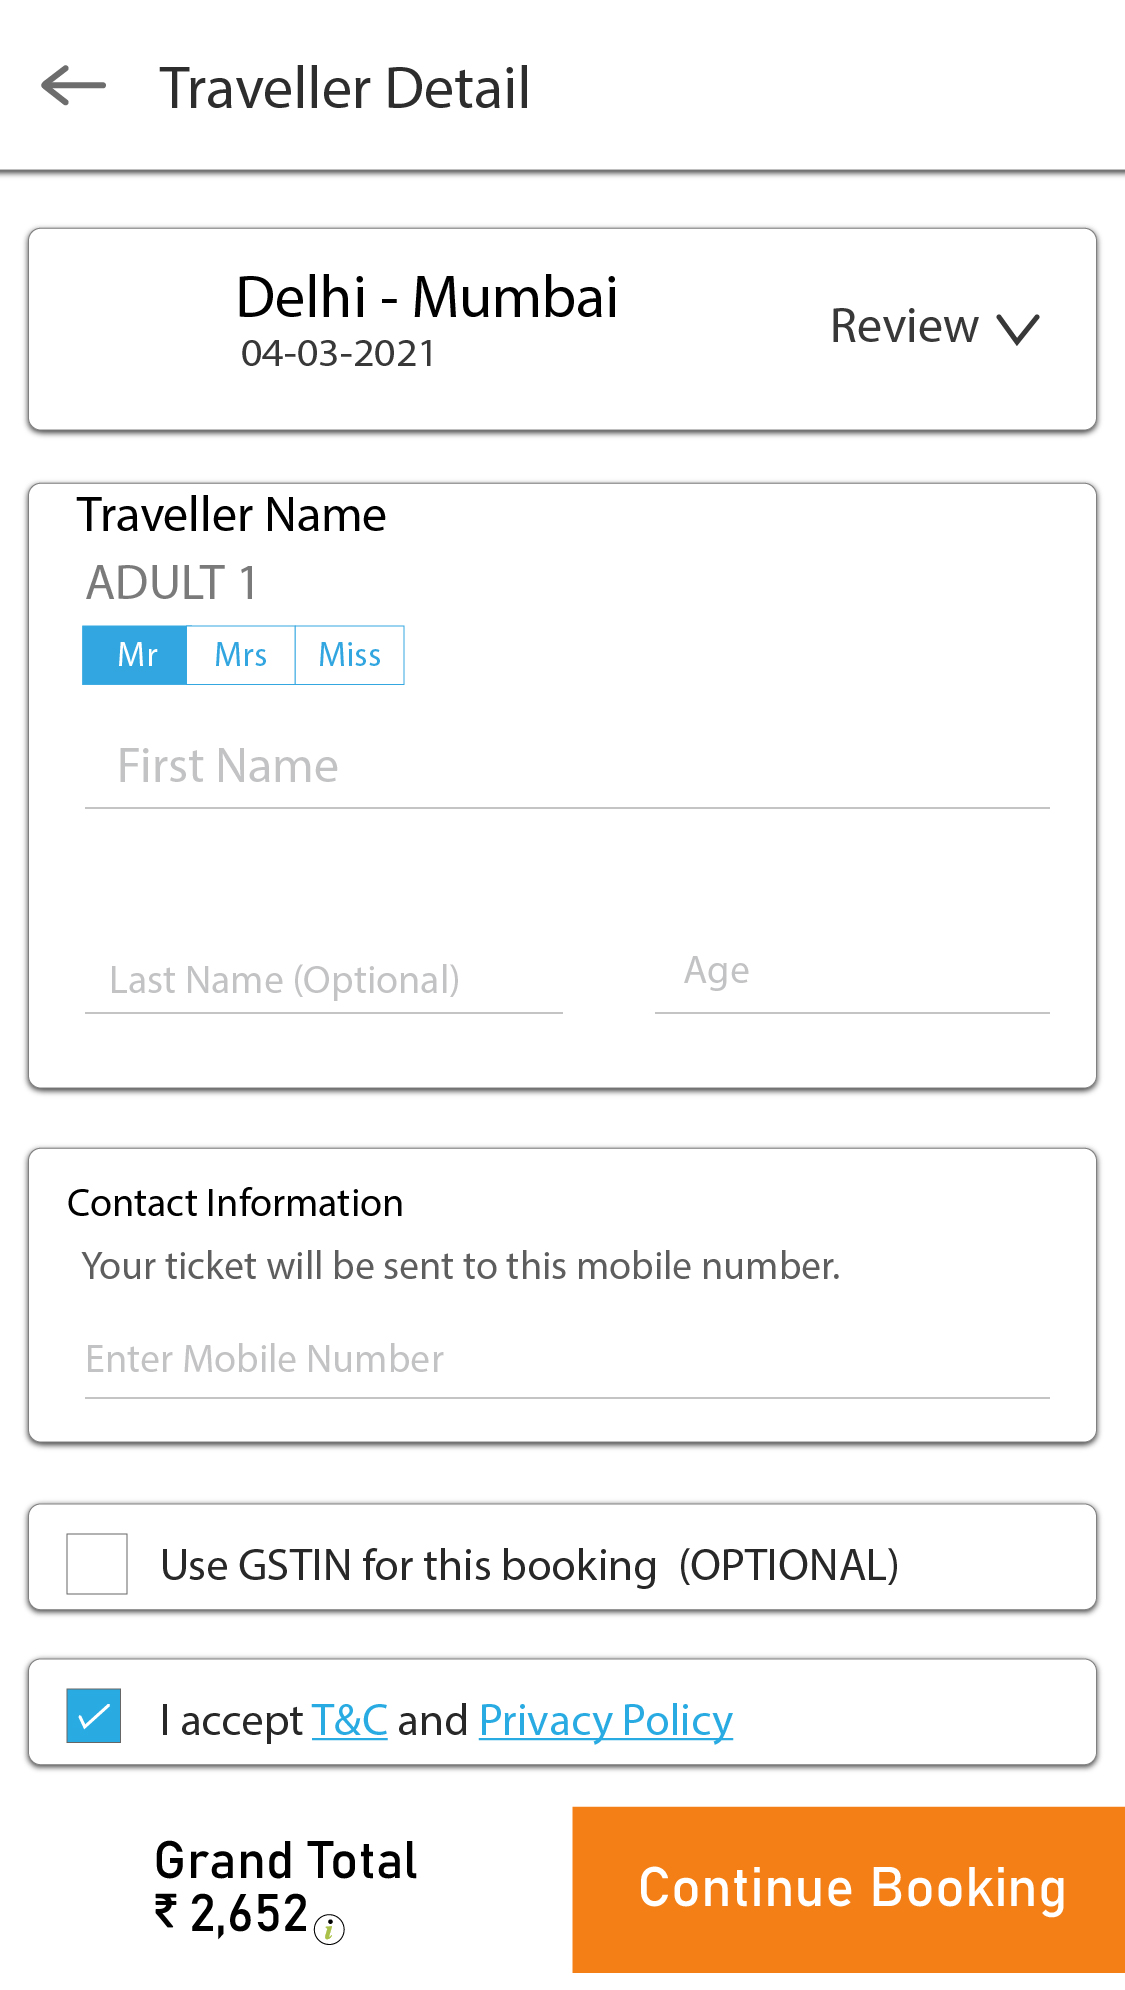 Traveller Detail
Delhi - Mumbai
04-03-2021
Review
Traveller Name
ADULT 1
Mr Mrs Miss
First Name
Last Name (Optional) Age
Contact Information
Your ticket will be sent to this mobile number.
Enter Mobile Number
Use GSTIN for this booking (OPTIONAL)
I accept T&C and Privacy Policy
Grand Total
₹ 2,652 i
Continue Booking